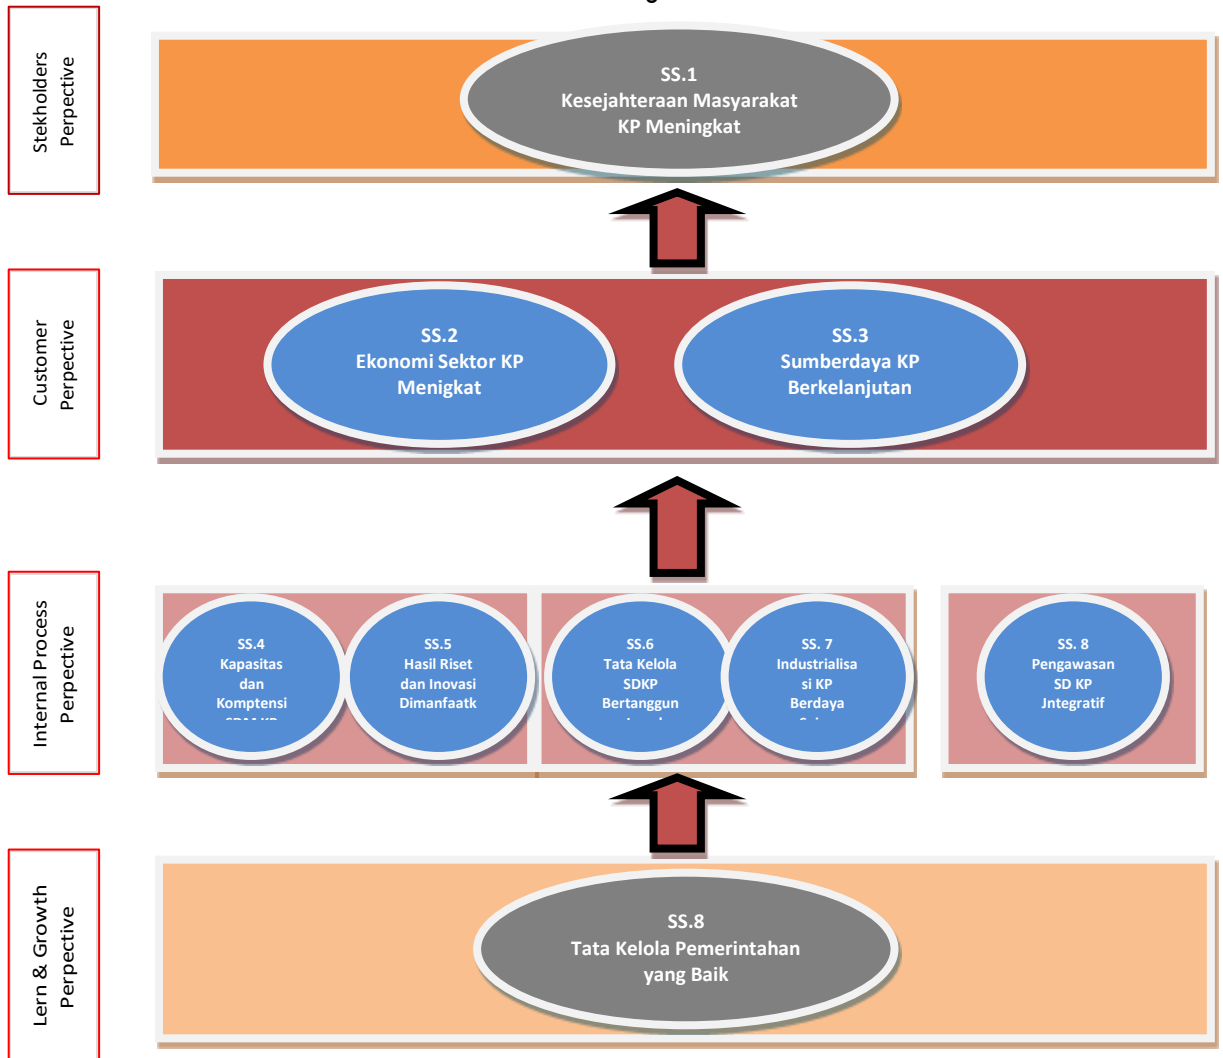 Stekholders
Perpective
SS.1
Kesejahteraan Masyarakat
KP Meningkat
Customer
Perpective
SS.2
Ekonomi Sektor KP
Menigkat
SS.3
Sumberdaya KP
Berkelanjutan
Internal Process
Perpective
SS.4
Kapasitas
dan
Komptensi
SS.5
Hasil Riset
dan Inovasi
Dimanfaatk
SS.6
Tata Kelola
SDKP
Bertanggun
SS. 7
Industrialisa
si KP
Berdaya
SS. 8
Pengawasan
SD KP
Jntegratif
Lern & Growth
Perpective
SS.8
Tata Kelola Pemerintahan
yang Baik